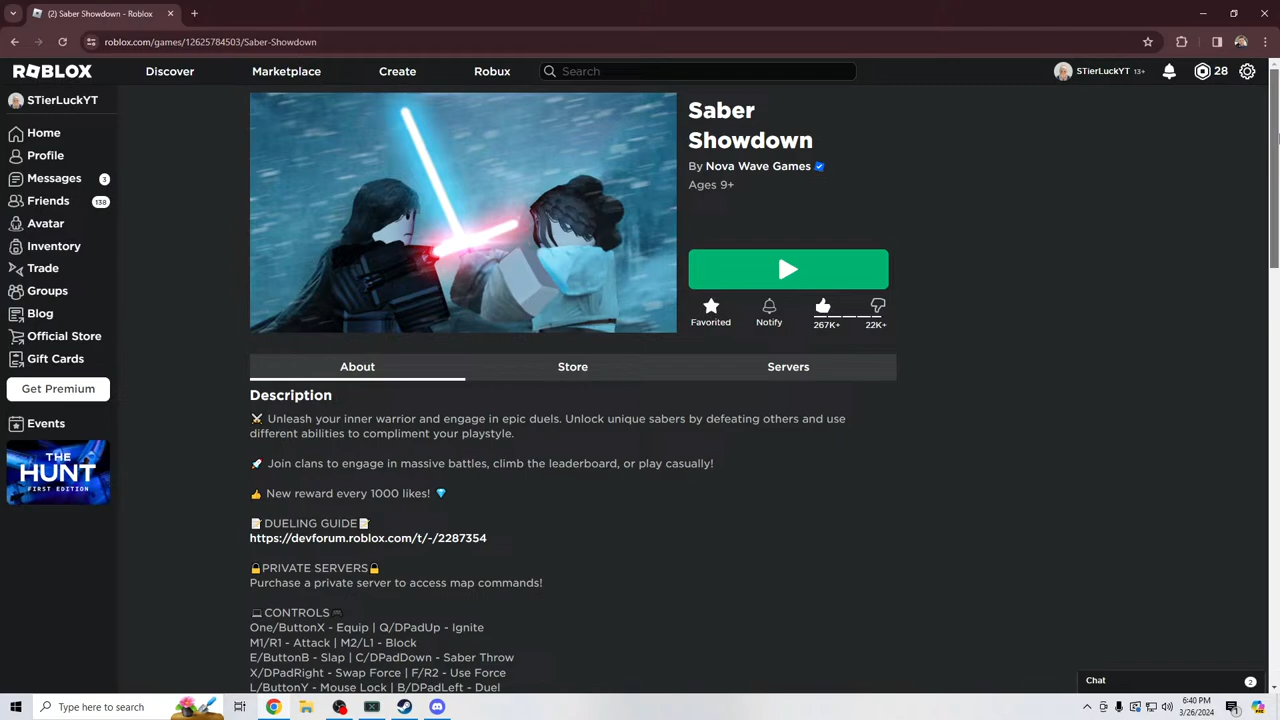 (2) Saber Showdown - Roblox
roblox.com/games/12625784503/Saber-Showdown
ROBLOX
Discover
Marketplace
Create
Robux
Search
STierLuckYT 13+
28
STierLuckYT
Home
Profile
Messages 3
Friends 138
Avatar
Inventory
Trade
Groups
Blog
Official Store
Gift Cards
Get Premium
Events
THE
HUNT
FIRST EDITION
Saber
Showdown
By Nova Wave Games
Ages 9+
Favorited
Notify
267K+
22K+
About
Store
Servers
Description
⚔️ Unleash your inner warrior and engage in epic duels. Unlock unique sabers by defeating others and use
different abilities to compliment your playstyle.
🚀 Join clans to engage in massive battles, climb the leaderboard, or play casually!
👍 New reward every 1000 likes! 💎
📝DUELING GUIDE📝
https://devforum.roblox.com/t/-/2287354
🔒PRIVATE SERVERS🔒
Purchase a private server to access map commands!
💻CONTROLS🎮
One/ButtonX - Equip | Q/DPadUp - Ignite
M1/R1 - Attack | M2/L1 - Block
E/ButtonB - Slap | C/DPadDown - Saber Throw
X/DPadRight - Swap Force | F/R2 - Use Force
L/ButtonY - Mouse Lock | B/DPadLeft - Duel
Chat
2
Type here to search
6:40 PM
3/26/2024